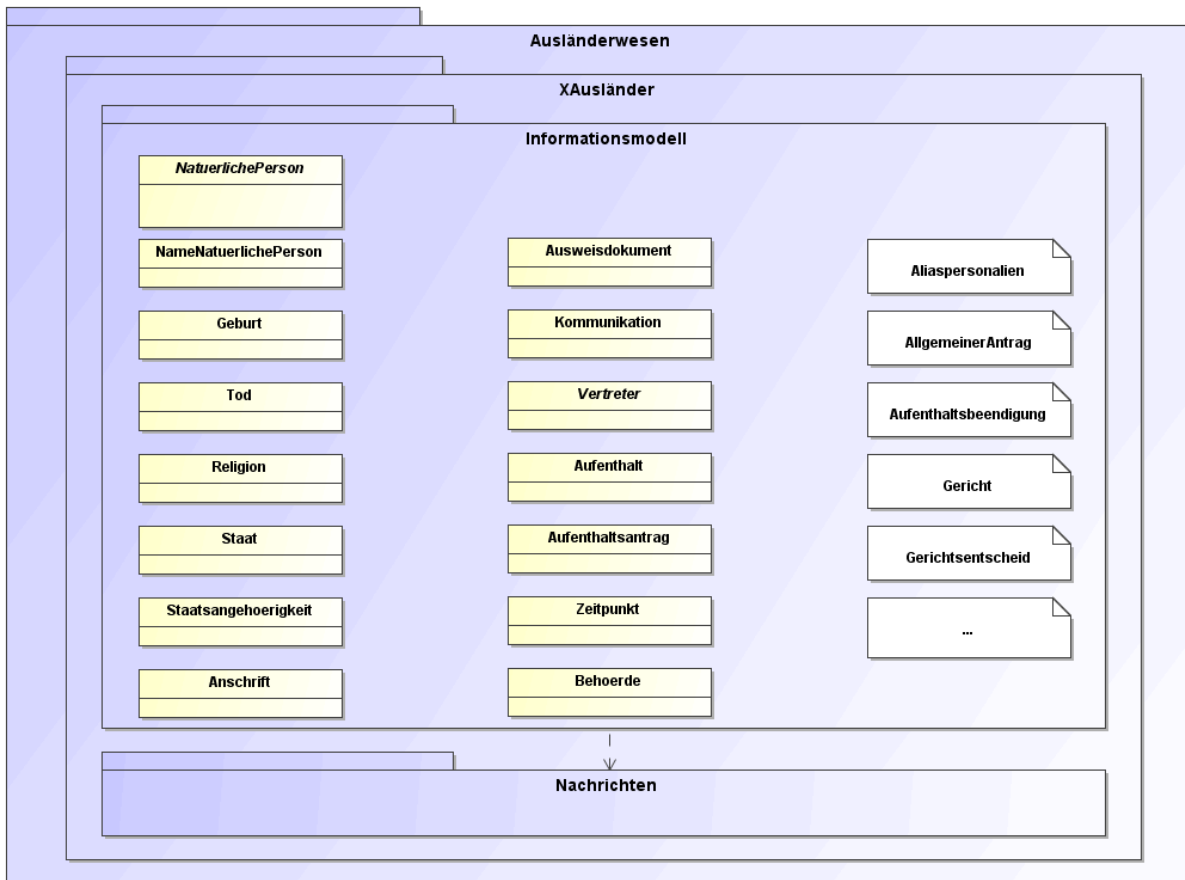 Ausländerwesen
XAusländer
Informationsmodell
NatuerlichePerson
NameNatuerlichePerson
Geburt
Tod
Religion
Staat
Staatsangehoerigkeit
Anschrift
Ausweisdokument
Kommunikation
Vertreter
Aufenthalt
Aufenthaltsantrag
Zeitpunkt
Behoerde
Aliaspersonalien
AllgemeinerAntrag
Aufenthaltsbeendigung
Gericht
Gerichtsentscheid
...
Nachrichten